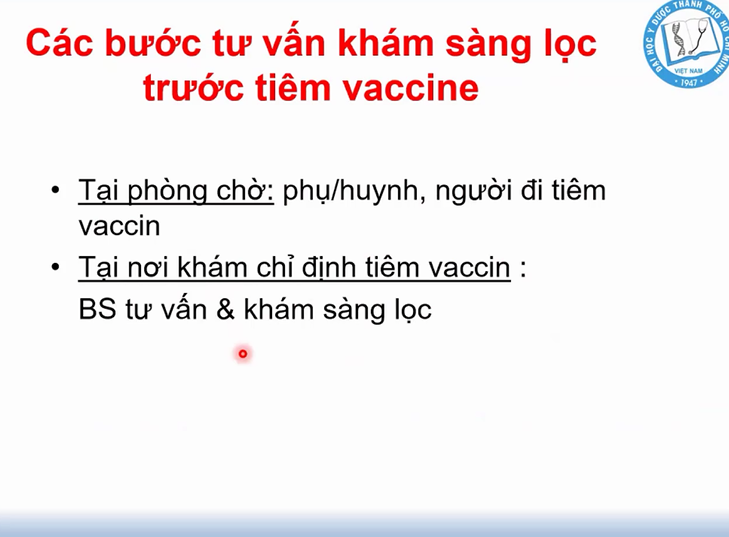 Các bước tư vấn khám sàng lọc
trước tiêm vaccine
ĐẠI HỌC Y DƯỢC THÀNH PHỐ HỒ CHÍ MINH
VIỆT NAM
• 1947 •
• Tại phòng chờ: phụ/huynh, người đi tiêm
vaccin
• Tại nơi khám chỉ định tiêm vaccin :
BS tư vấn & khám sàng lọc